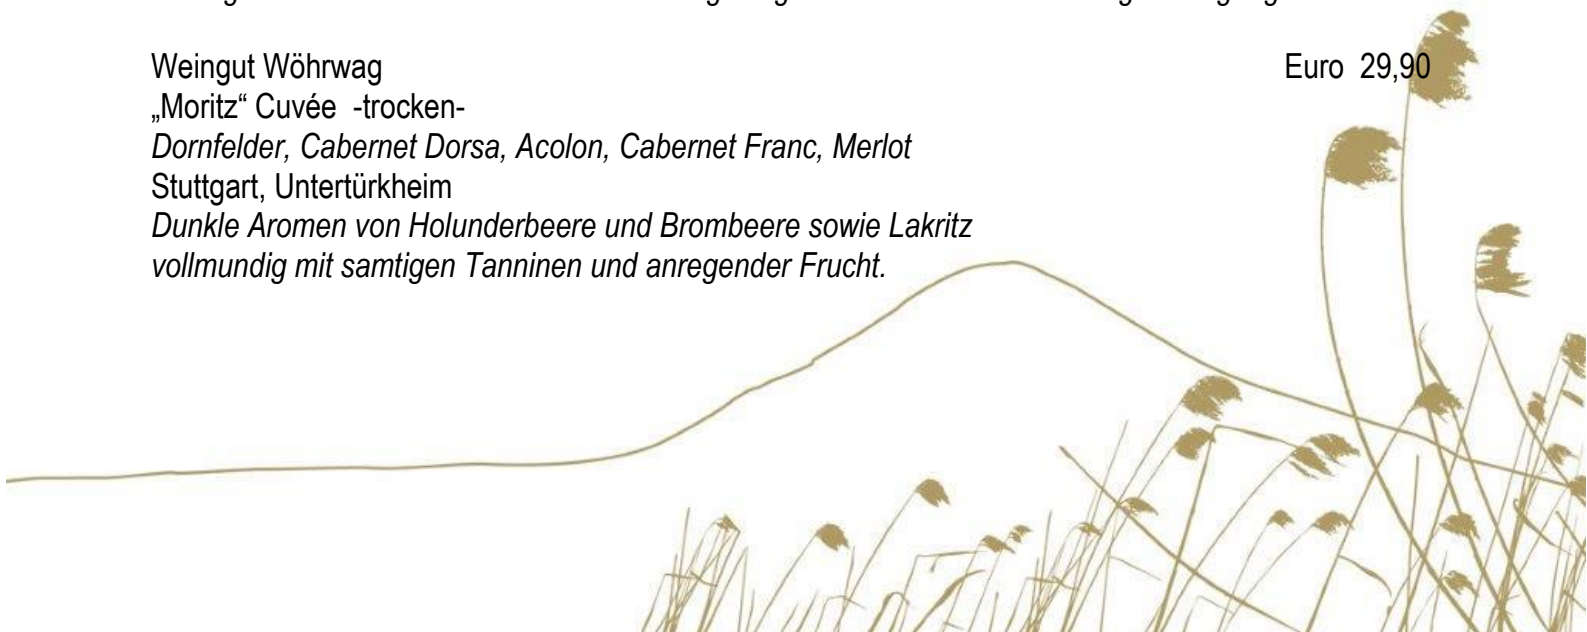 Weingut Wöhrwag Euro 29,90
„Moritz“ Cuvée -trocken-
Dornfelder, Cabernet Dorsa, Acolon, Cabernet Franc, Merlot
Stuttgart, Untertürkheim
Dunkle Aromen von Holunderbeere und Brombeere sowie Lakritz
vollmundig mit samtigen Tanninen und anregender Frucht.